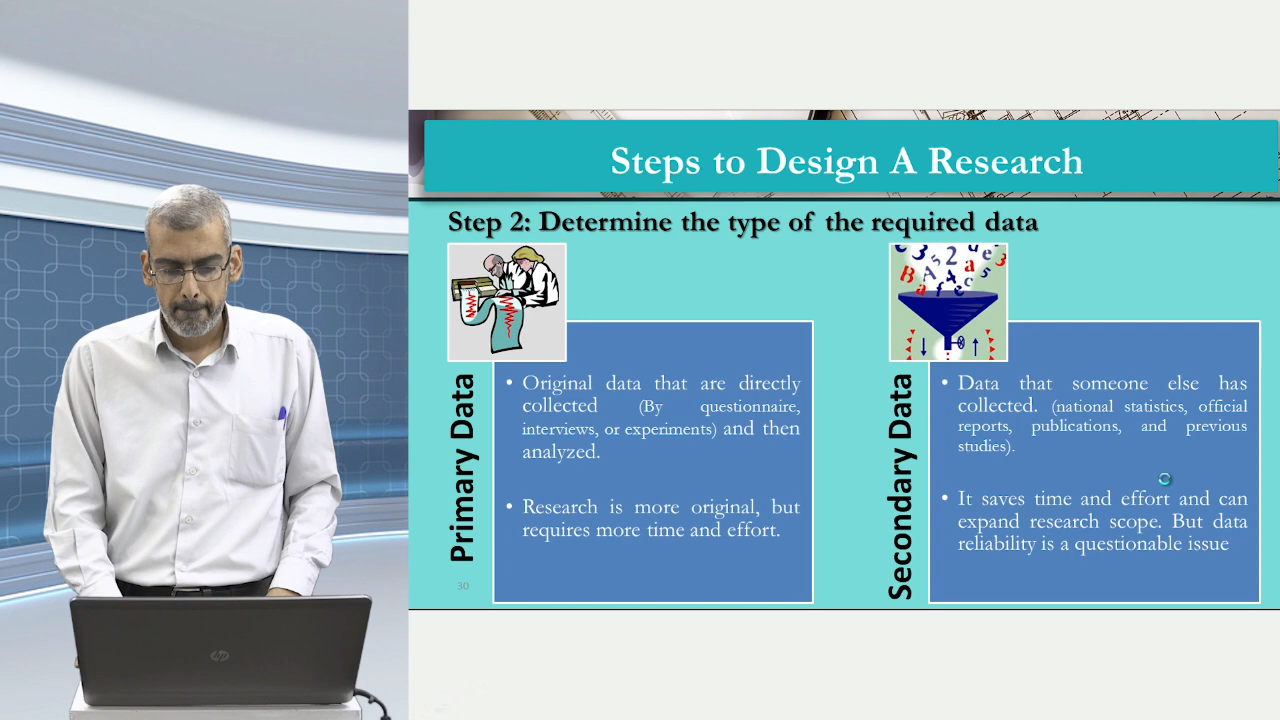 Steps to Design A Research
Step 2: Determine the type of the required data
Primary Data
• Original data that are directly
collected (By questionnaire,
interviews, or experiments) and then
analyzed.
• Research is more original, but
requires more time and effort.
30
Secondary Data
• Data that someone else has
collected. (national statistics, official
reports, publications, and previous
studies).
• It saves time and effort and can
expand research scope. But data
reliability is a questionable issue
hp